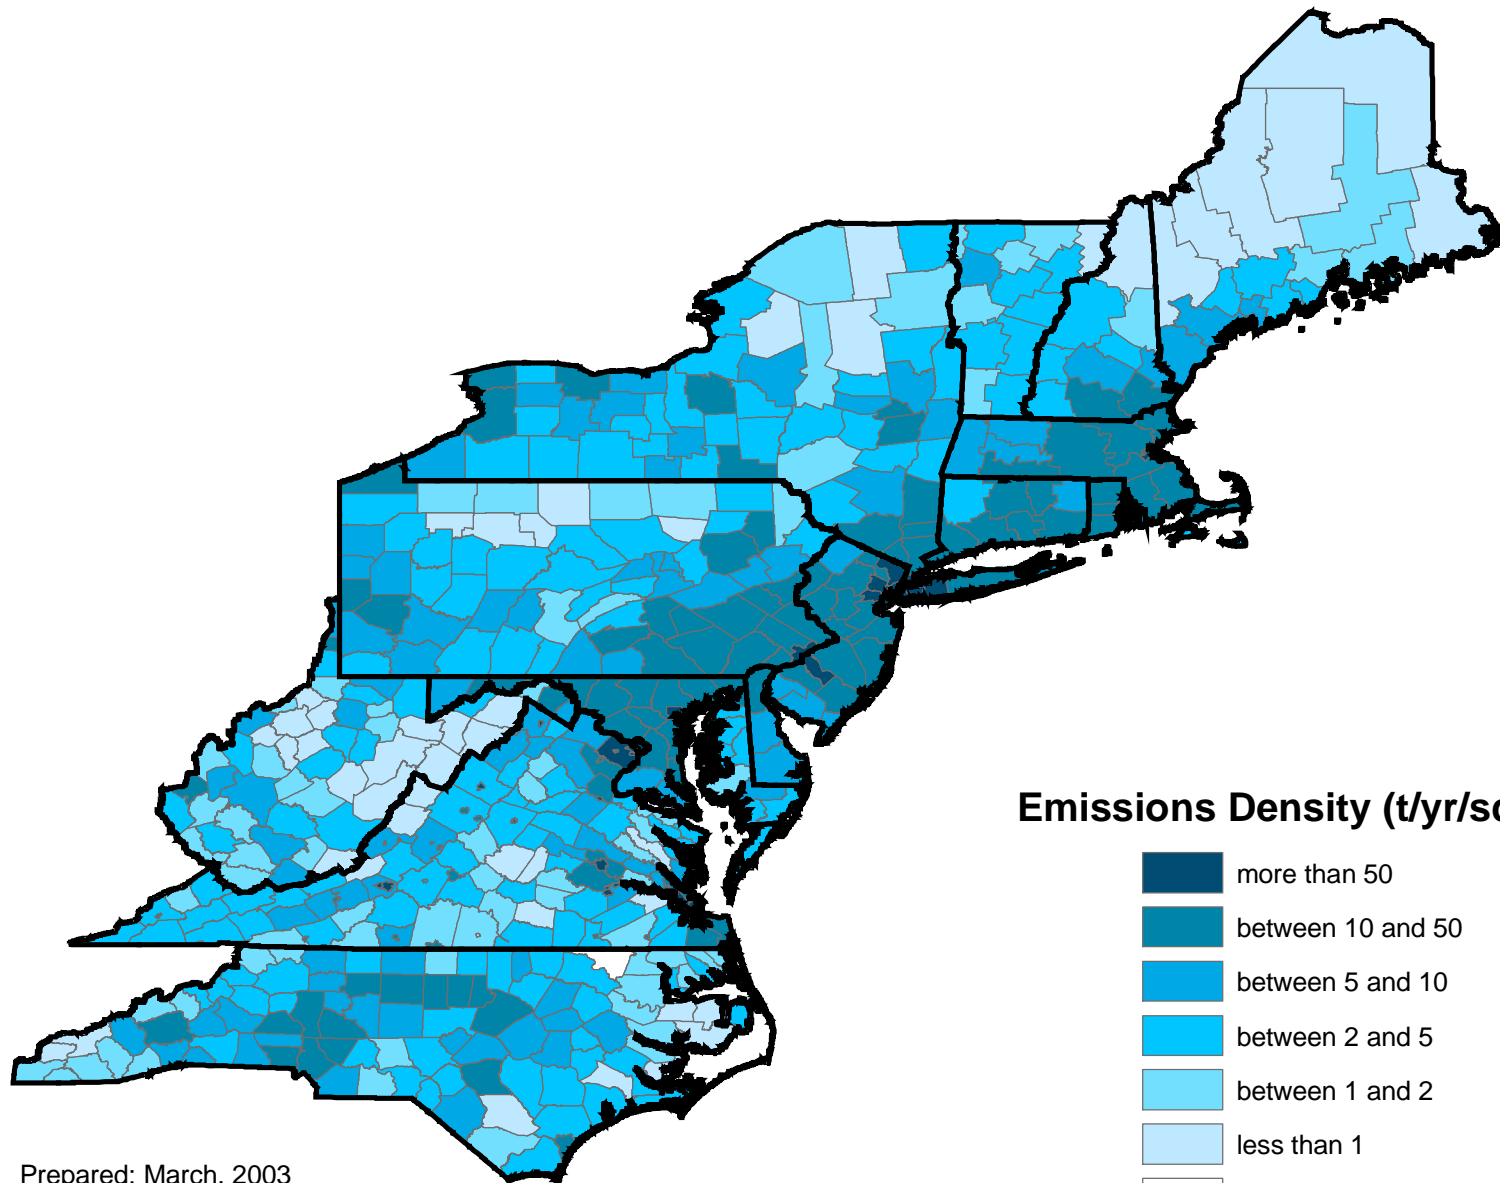 Emissions Density (t/yr/sq
more than 50
between 10 and 50
between 5 and 10
between 2 and 5
between 1 and 2
less than 1
Prepared: March, 2003